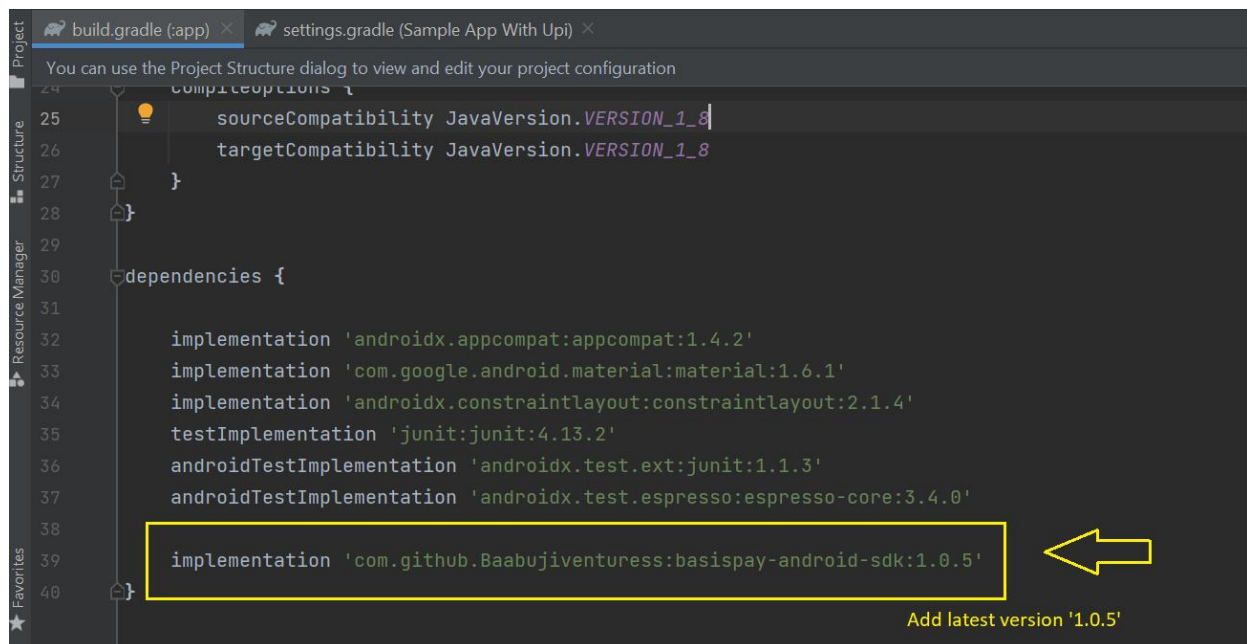 build.gradle (:app) settings.gradle (Sample App With Upi)
You can use the Project Structure dialog to view and edit your project configuration
Project
Structure
Resource Manager
Favorites
24 compileOptions {
25 sourceCompatibility JavaVersion.VERSION_1_8
26 targetCompatibility JavaVersion.VERSION_1_8
27 }
28 }
29
30 dependencies {
31
32 implementation 'androidx.appcompat:appcompat:1.4.2'
33 implementation 'com.google.android.material:material:1.6.1'
34 implementation 'androidx.constraintlayout:constraintlayout:2.1.4'
35 testImplementation 'junit:junit:4.13.2'
36 androidTestImplementation 'androidx.test.ext:junit:1.1.3'
37 androidTestImplementation 'androidx.test.espresso:espresso-core:3.4.0'
38
39 implementation 'com.github.Baabujiventuress:basispay-android-sdk:1.0.5'
40 }
Add latest version '1.0.5'